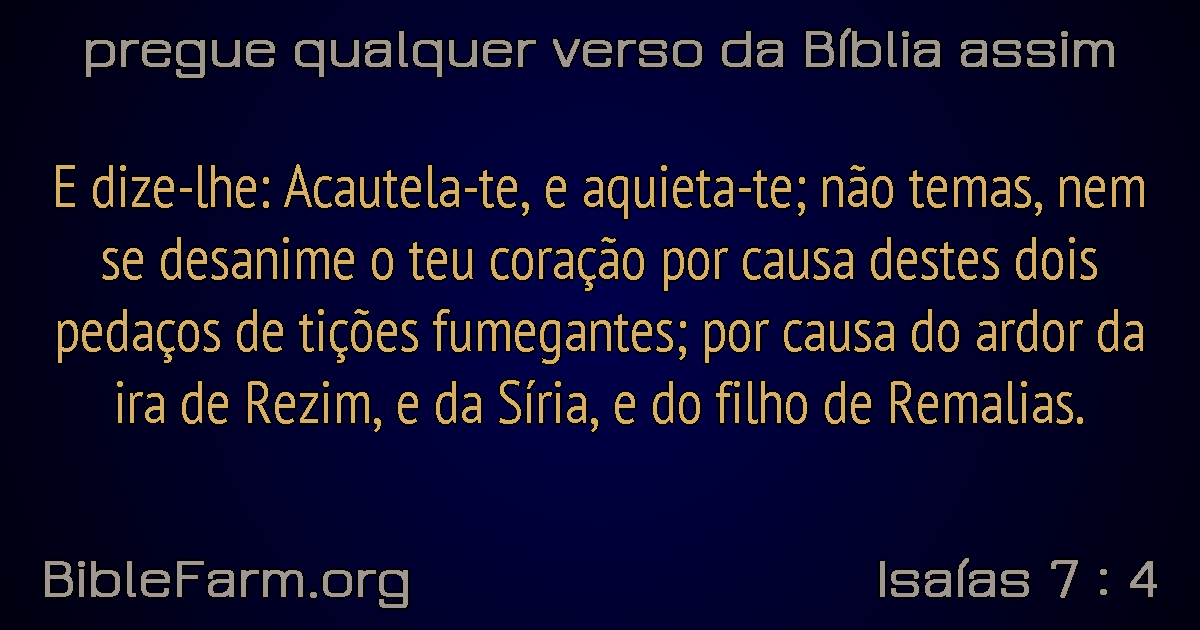 pregue qualquer verso da Bíblia assim
E dize-lhe: Acautela-te, e aquieta-te; não temas, nem
se desanime o teu coração por causa destes dois
pedaços de tições fumegantes; por causa do ardor da
ira de Rezim, e da Síria, e do filho de Remalias.
BibleFarm.org
Isaías 7 : 4